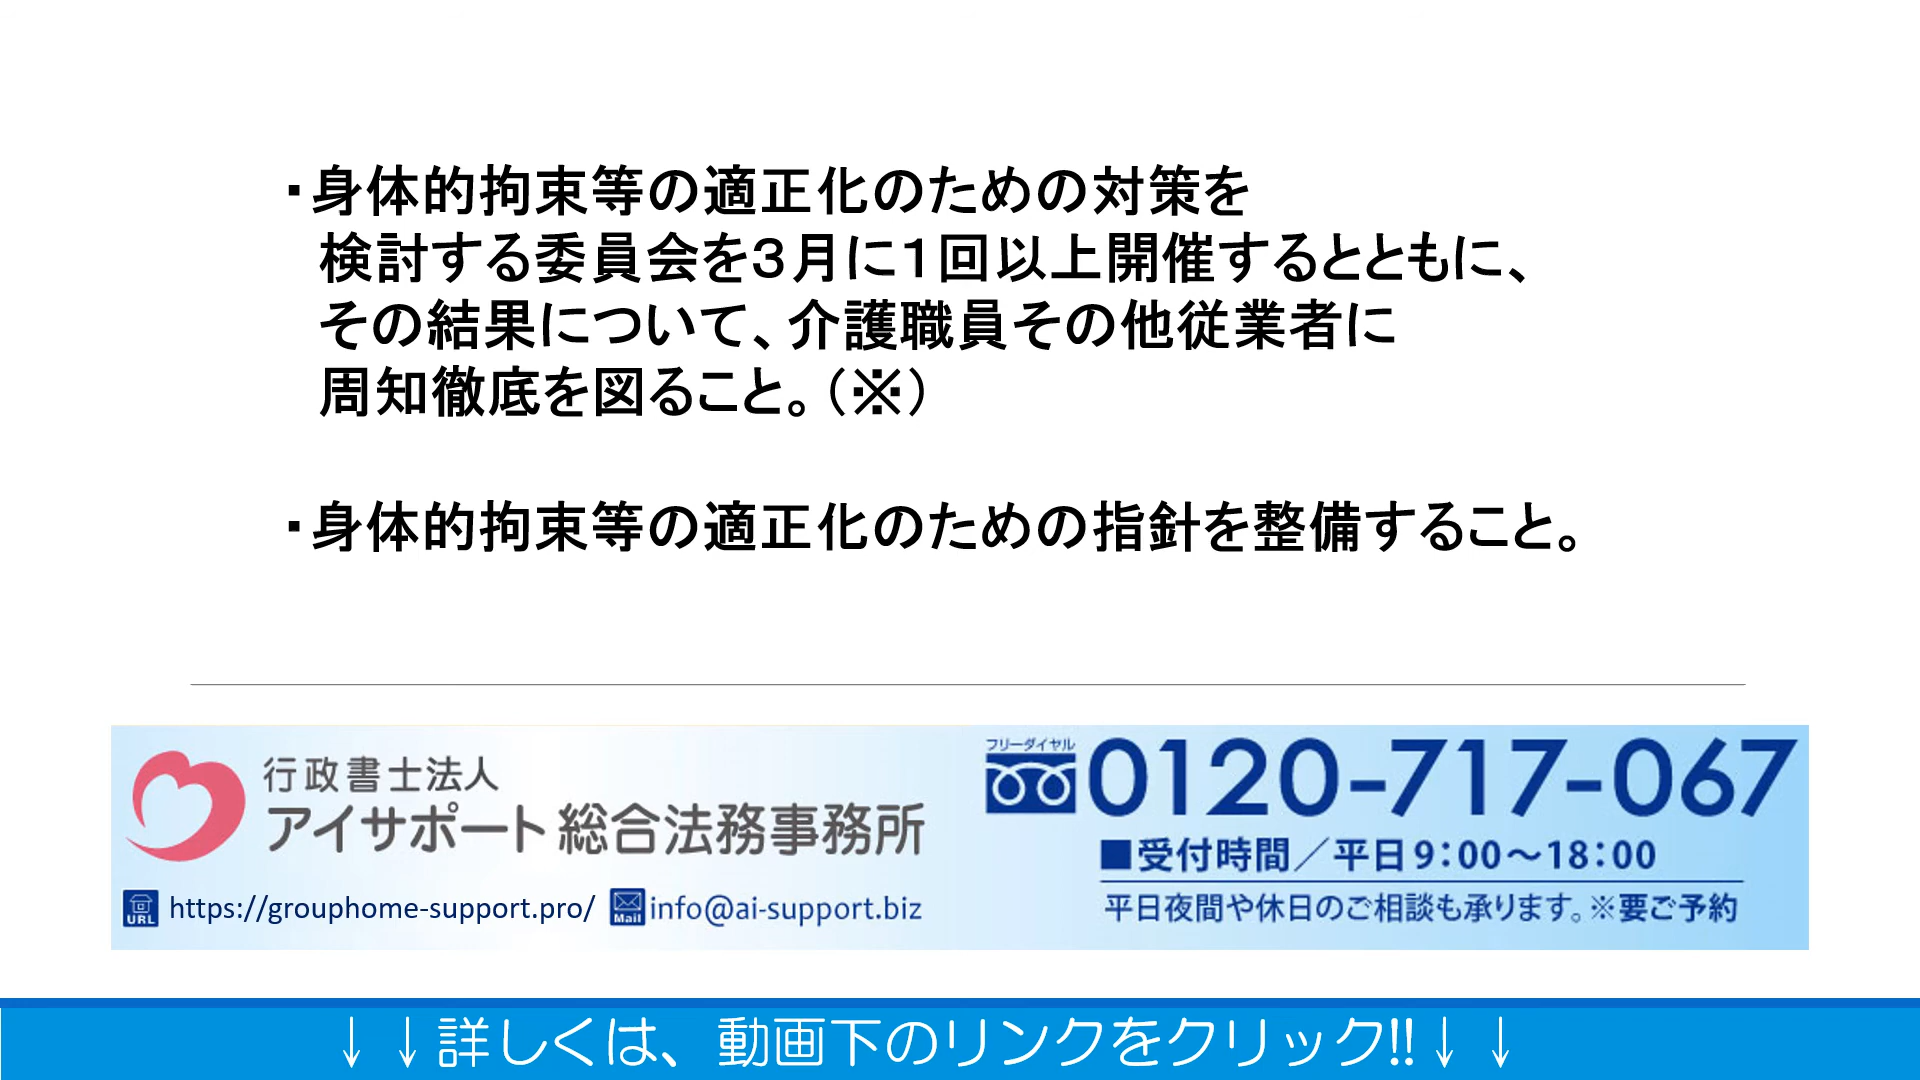 ・身体的拘束等の適正化のための対策を
検討する委員会を３月に１回以上開催するとともに、
その結果について、介護職員その他従業者に
周知徹底を図ること。（※）
・身体的拘束等の適正化のための指針を整備すること。
行政書士法人
アイサポート総合法務事務所
URL https://grouphome-support.pro/ Mail info@ai-support.biz
フリーダイヤル
0120-717-067
■受付時間／平日9：00～18：00
平日夜間や休日のご相談も承ります。※要ご予約
↓↓詳しくは、動画下のリンクをクリック!!↓↓